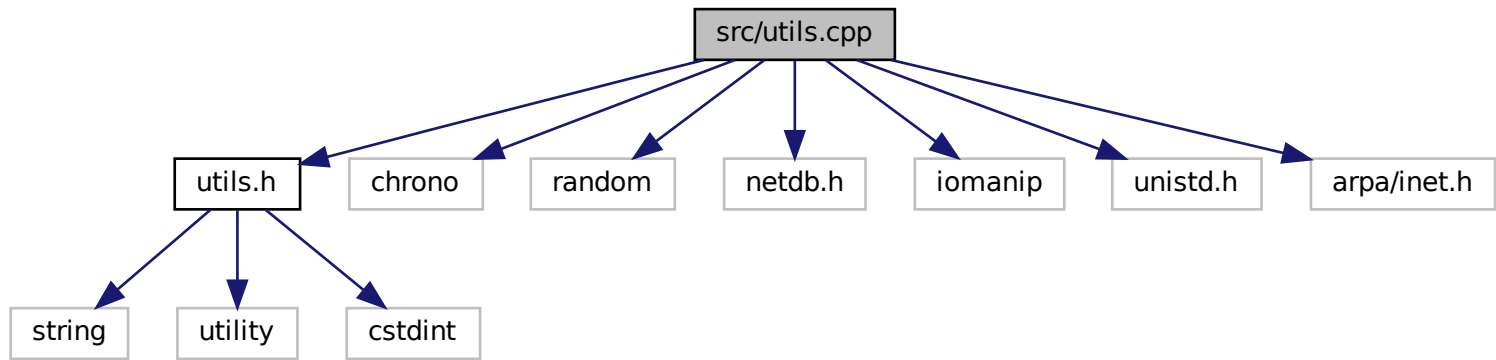 src/utils.cpp
utils.h
chrono
random
netdb.h
iomanip
unistd.h
arpa/inet.h
string
utility
cstdint